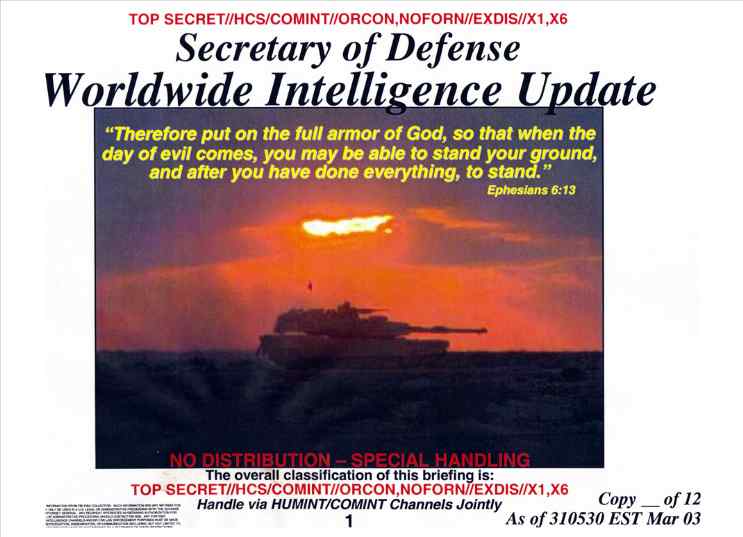 TOP SECRET//HCS/COMINT//ORCON,NOFORN//EXDIS//X1,X6
Secretary of Defense
Worldwide Intelligence Update
“Therefore put on the full armor of God, so that when the
day of evil comes, you may be able to stand your ground,
and after you have done everything, to stand.”
Ephesians 6:13
NO DISTRIBUTION – SPECIAL HANDLING
The overall classification of this briefing is:
TOP SECRET//HCS/COMINT//ORCON,NOFORN//EXDIS//X1,X6
Handle via HUMINT/COMINT Channels Jointly
Copy __ of 12
1
As of 310530 EST Mar 03